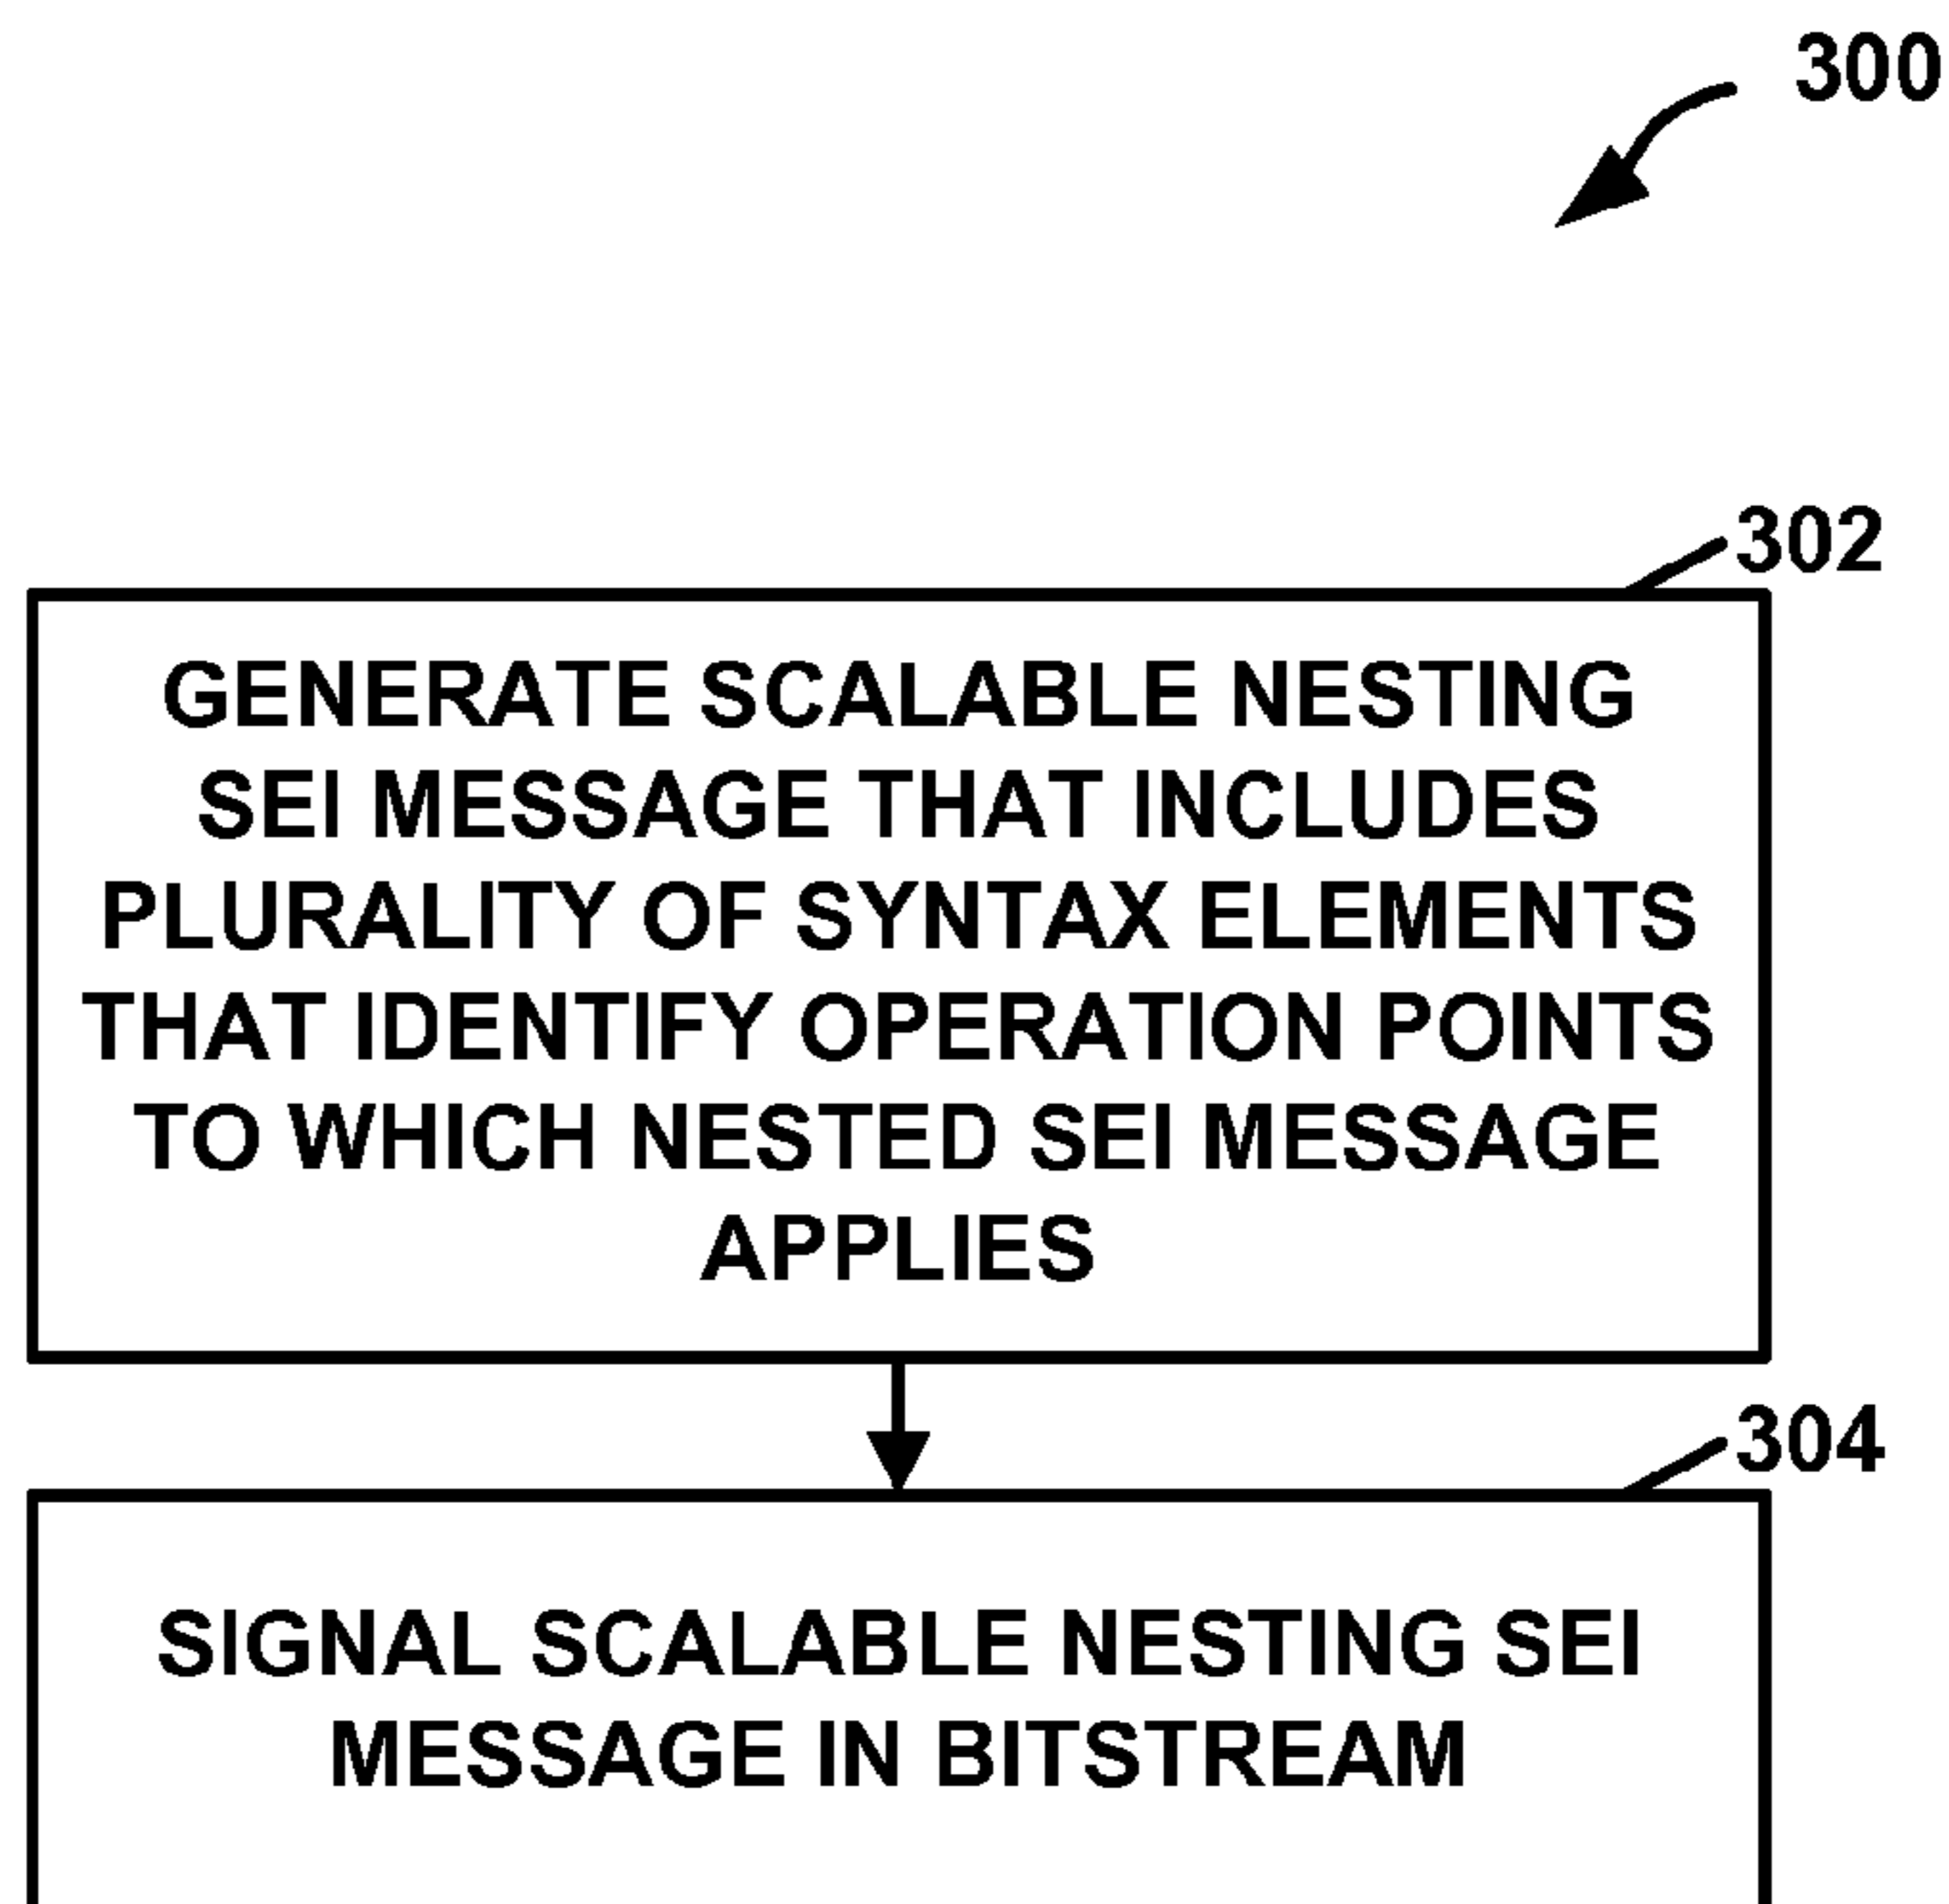 300
302
GENERATE SCALABLE NESTING
SEI MESSAGE THAT INCLUDES
PLURALITY OF SYNTAX ELEMENTS
THAT IDENTIFY OPERATION POINTS
TO WHICH NESTED SEI MESSAGE
APPLIES
304
SIGNAL SCALABLE NESTING SEI
MESSAGE IN BITSTREAM